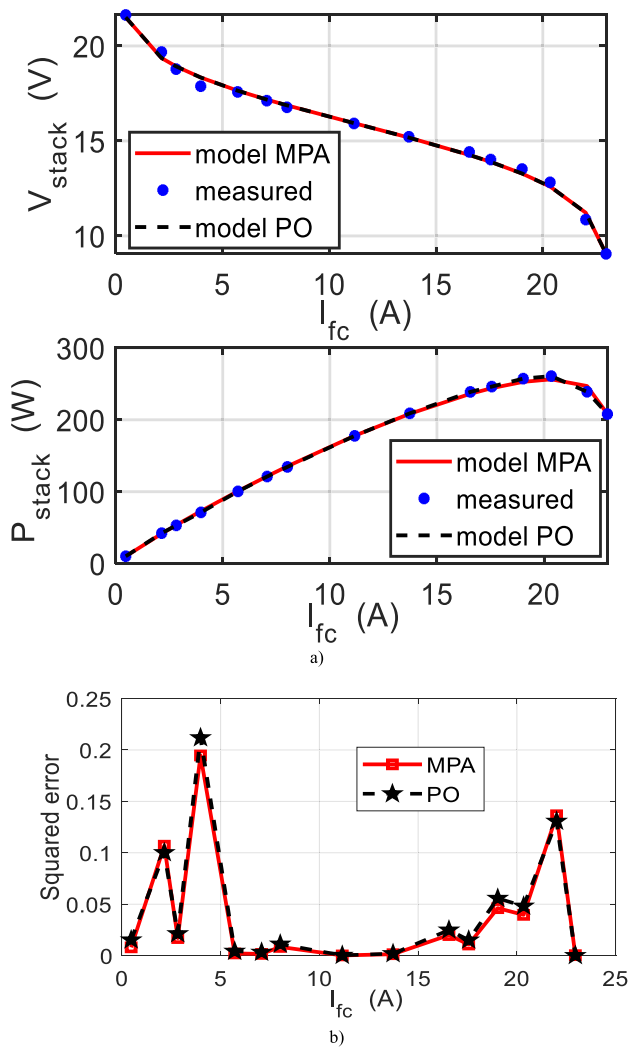 V_stack (V)
20
15
10
model MPA
measured
model PO
0 5 10 15 20
I_fc (A)
P_stack (W)
300
200
100
0
model MPA
measured
model PO
0 5 10 15 20
I_fc (A)
a)
Squared error
0.25
0.2
0.15
0.1
0.05
0
MPA
PO
0 5 10 15 20 25
I_fc (A)
b)